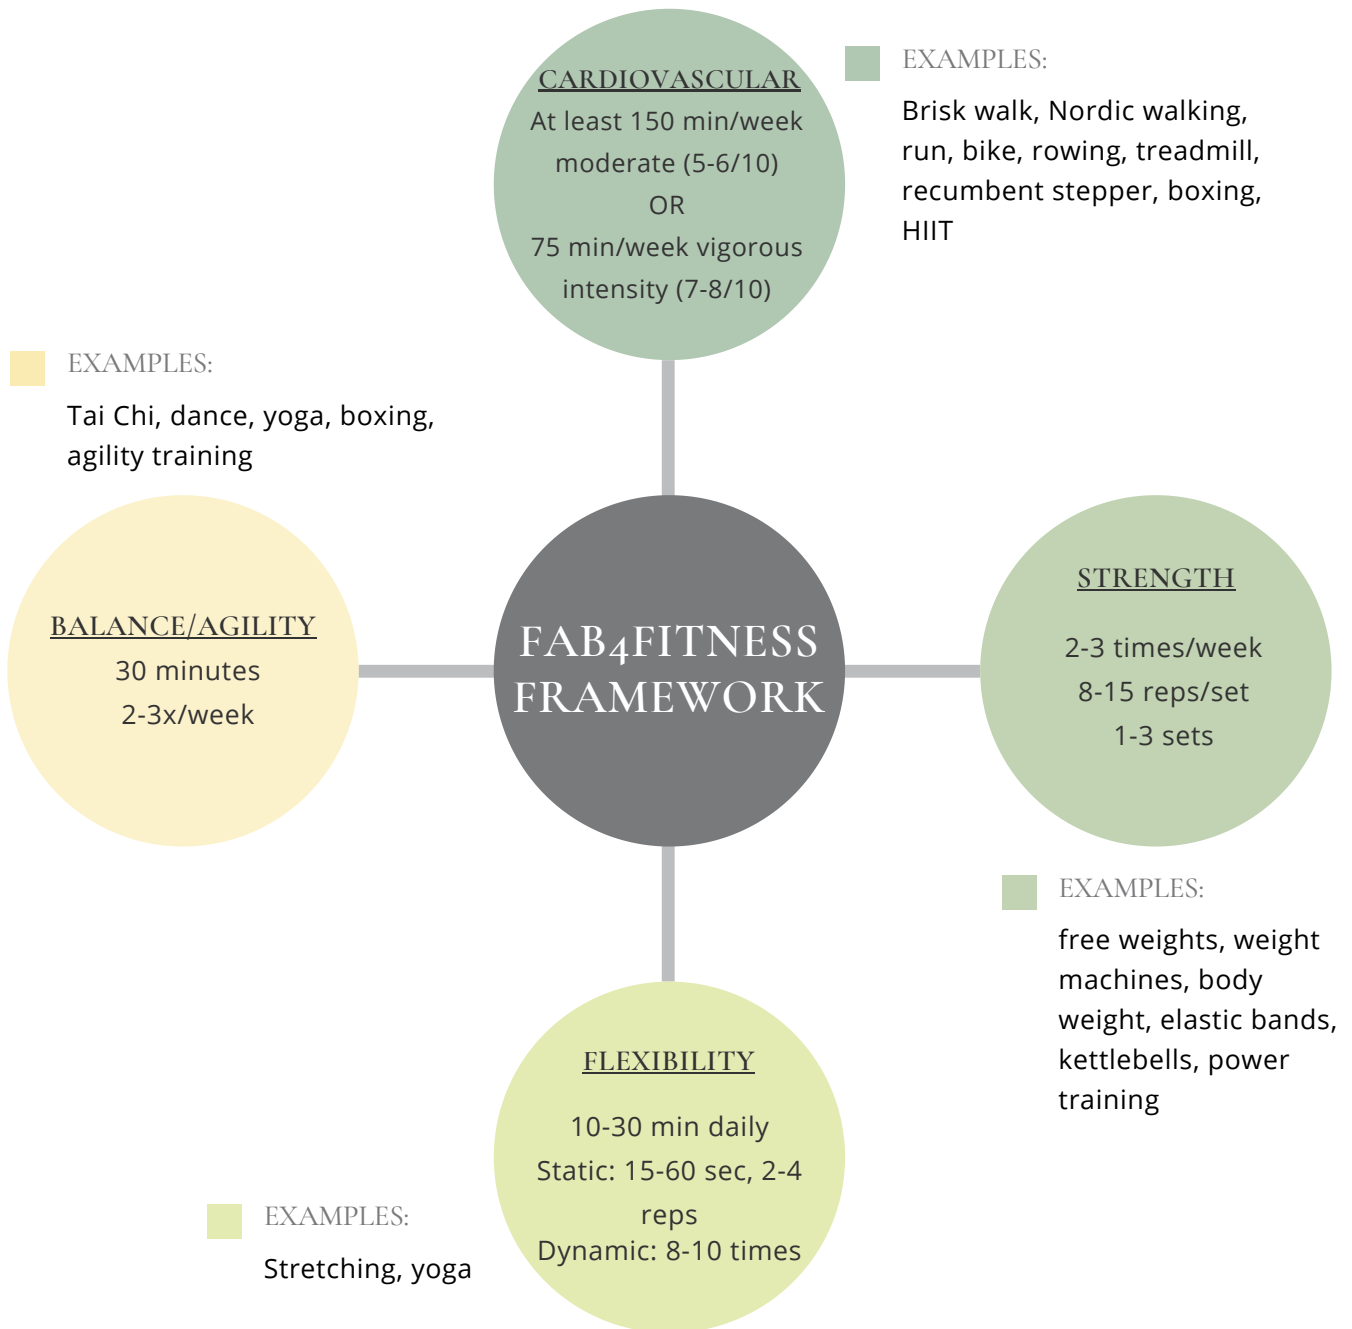 CARDIOVASCULAR
At least 150 min/week
moderate (5-6/10)
OR
75 min/week vigorous
intensity (7-8/10)
EXAMPLES:
Brisk walk, Nordic walking,
run, bike, rowing, treadmill,
recumbent stepper, boxing,
HIIT
EXAMPLES:
Tai Chi, dance, yoga, boxing,
agility training
BALANCE/AGILITY
30 minutes
2-3x/week
FAB4FITNESS
FRAMEWORK
STRENGTH
2-3 times/week
8-15 reps/set
1-3 sets
EXAMPLES:
free weights, weight
machines, body
weight, elastic bands,
kettlebells, power
training
FLEXIBILITY
10-30 min daily
Static: 15-60 sec, 2-4
reps
Dynamic: 8-10 times
EXAMPLES:
Stretching, yoga